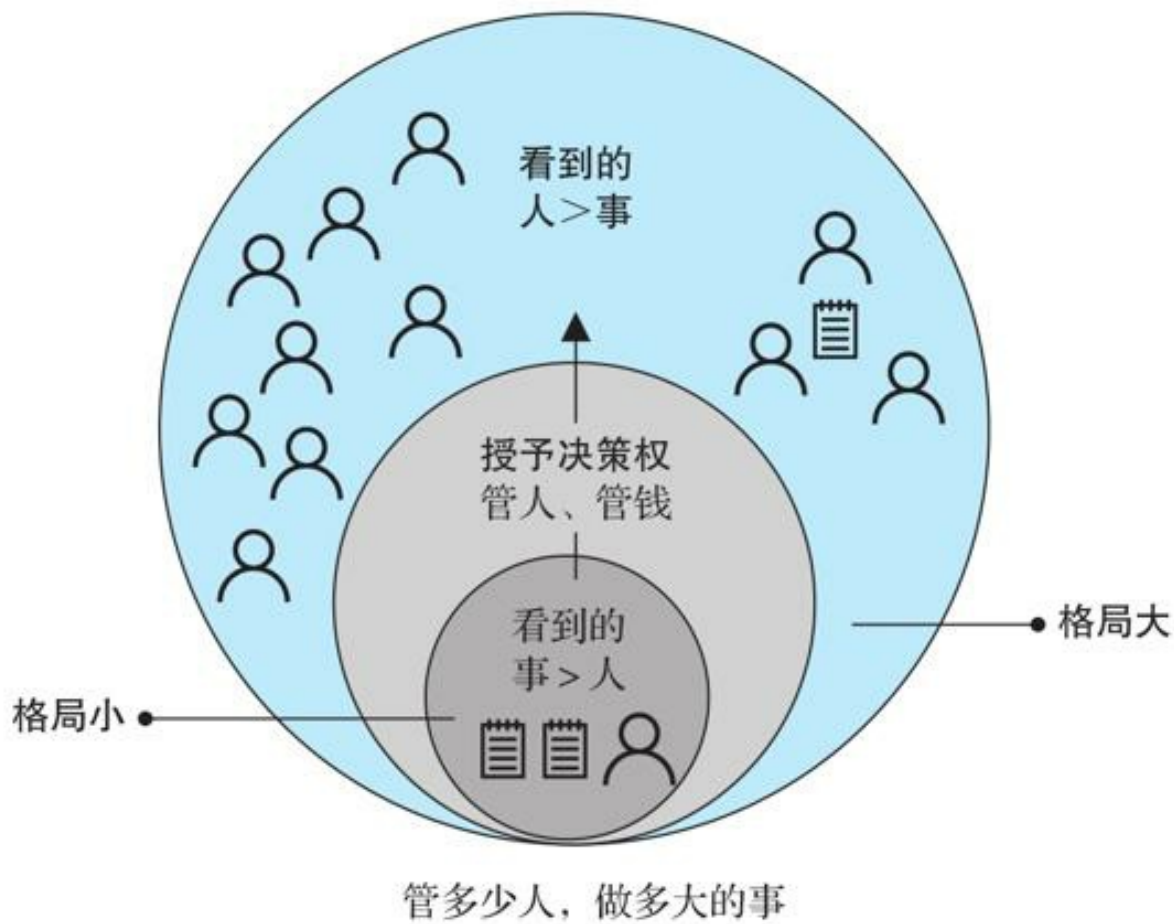 看到的
人＞事
授予决策权
管人、管钱
看到的
事>人
格局大
格局小
管多少人，做多大的事